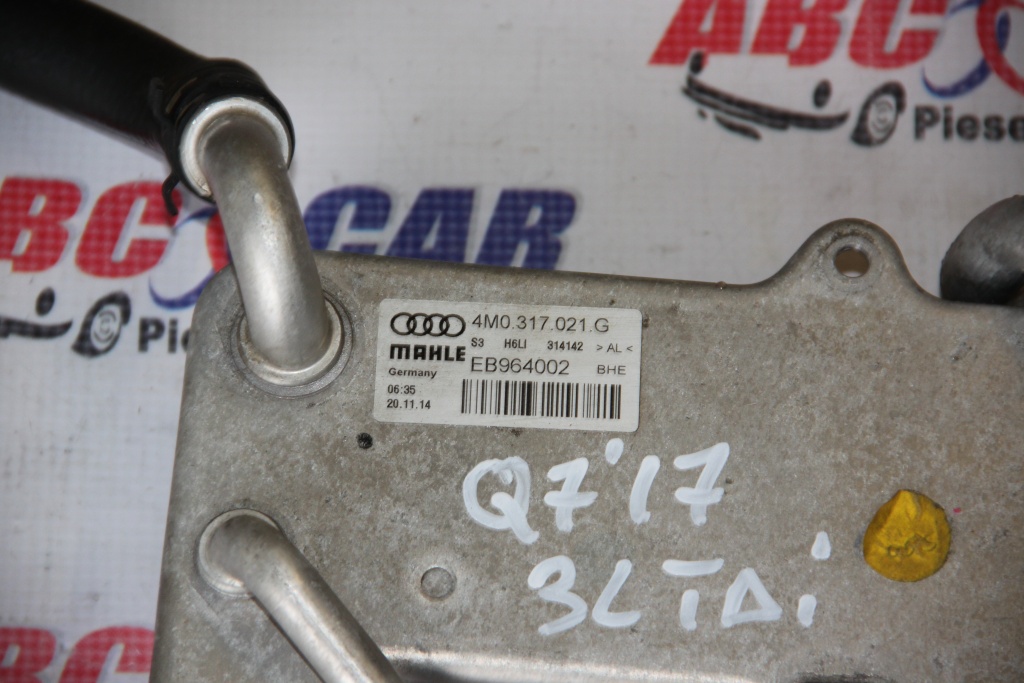 ABC
Piese
ABC CAR
4M0.317.021.G
S3 H6LI 314142 >AL<
MAHLE EB964002 BHE
Germany
06:35
20.11.14
Q7'17
3L TDi
ABC